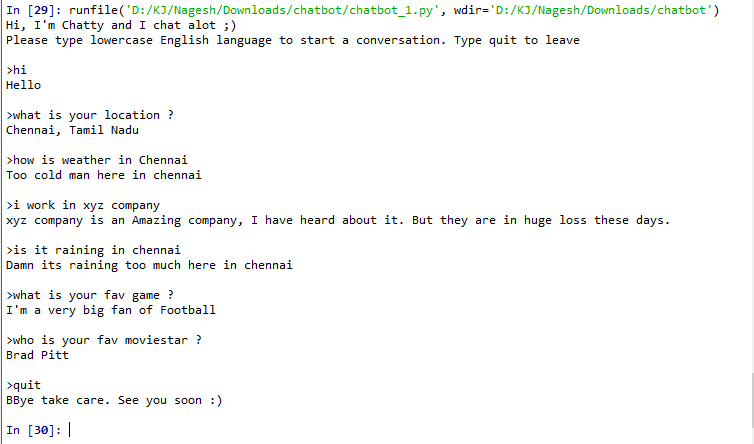 In [29]: runfile('D:/KJ/Nagesh/Downloads/chatbot/chatbot_1.py', wdir='D:/KJ/Nagesh/Downloads/chatbot')
Hi, I'm Chatty and I chat alot ;)
Please type lowercase English language to start a conversation. Type quit to leave
>hi
Hello
>what is your location ?
Chennai, Tamil Nadu
>how is weather in Chennai
Too cold man here in chennai
>i work in xyz company
xyz company is an Amazing company, I have heard about it. But they are in huge loss these days.
>is it raining in chennai
Damn its raining too much here in chennai
>what is your fav game ?
I'm a very big fan of Football
>who is your fav moviestar ?
Brad Pitt
>quit
BBye take care. See you soon :)
In [30]: